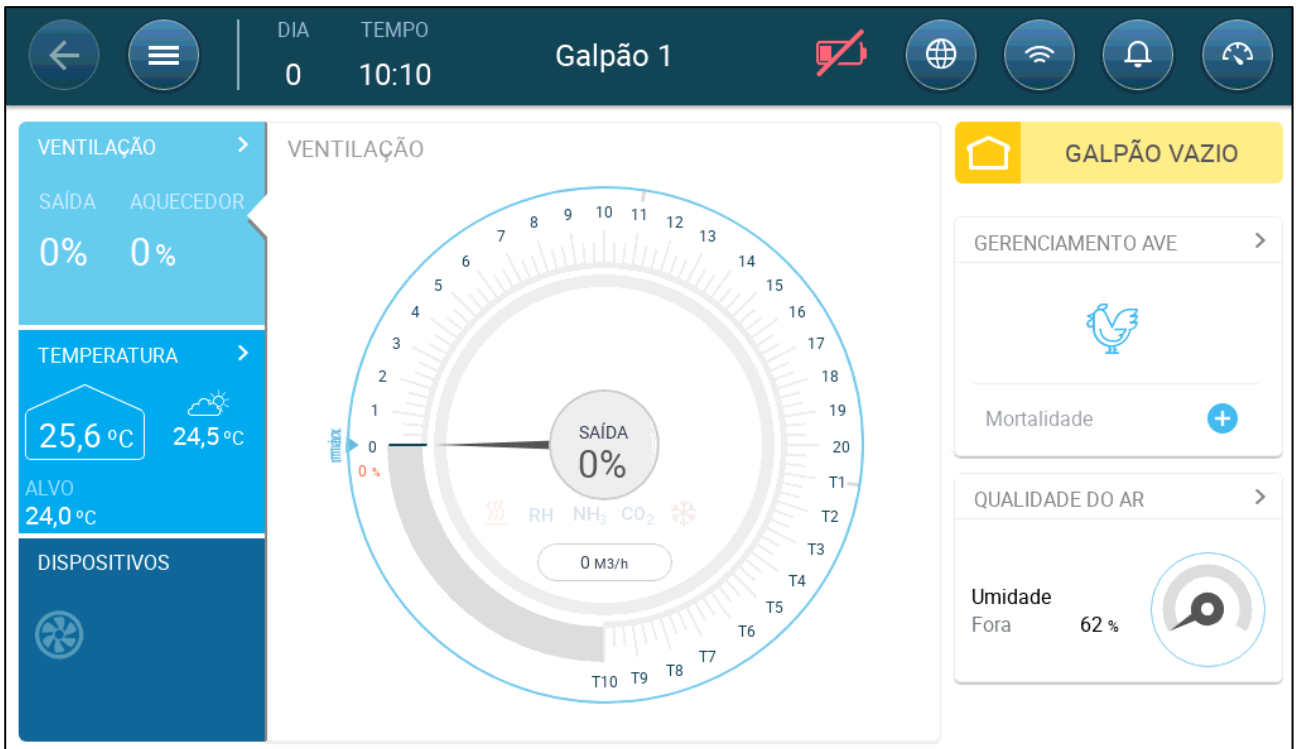 DIA TEMPO
0 10:10
Galpão 1
VENTILAÇÃO
SAÍDA AQUECEDOR
0% 0 %
TEMPERATURA
25,6 ºC 24,5 ºC
ALVO
24,0 ºC
DISPOSITIVOS
VENTILAÇÃO
0
1
2
3
4
5
6
7
8
9
10
11
12
13
14
15
16
17
18
19
20
T1
T2
T3
T4
T5
T6
T7
T8
T9
T10
0 %
SAÍDA
0%
RH NH3 CO2
0 M3/h
GALPÃO VAZIO
GERENCIAMENTO AVE
Mortalidade
QUALIDADE DO AR
Umidade
Fora 62 %